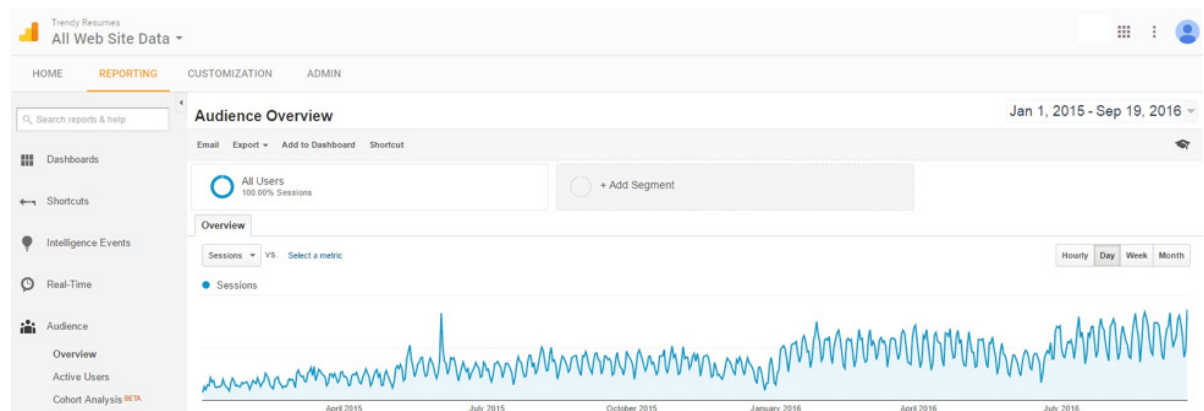 Trendy Resumes
All Web Site Data
HOME REPORTING CUSTOMIZATION ADMIN
Search reports & help
Dashboards
Shortcuts
Intelligence Events
Real-Time
Audience
Overview
Active Users
Cohort Analysis BETA
Audience Overview
Jan 1, 2015 - Sep 19, 2016
Email Export Add to Dashboard Shortcut
All Users
100.00% Sessions
+ Add Segment
Overview
Sessions VS. Select a metric
Hourly Day Week Month
Sessions
April 2015 July 2015 October 2015 January 2016 April 2016 July 2016